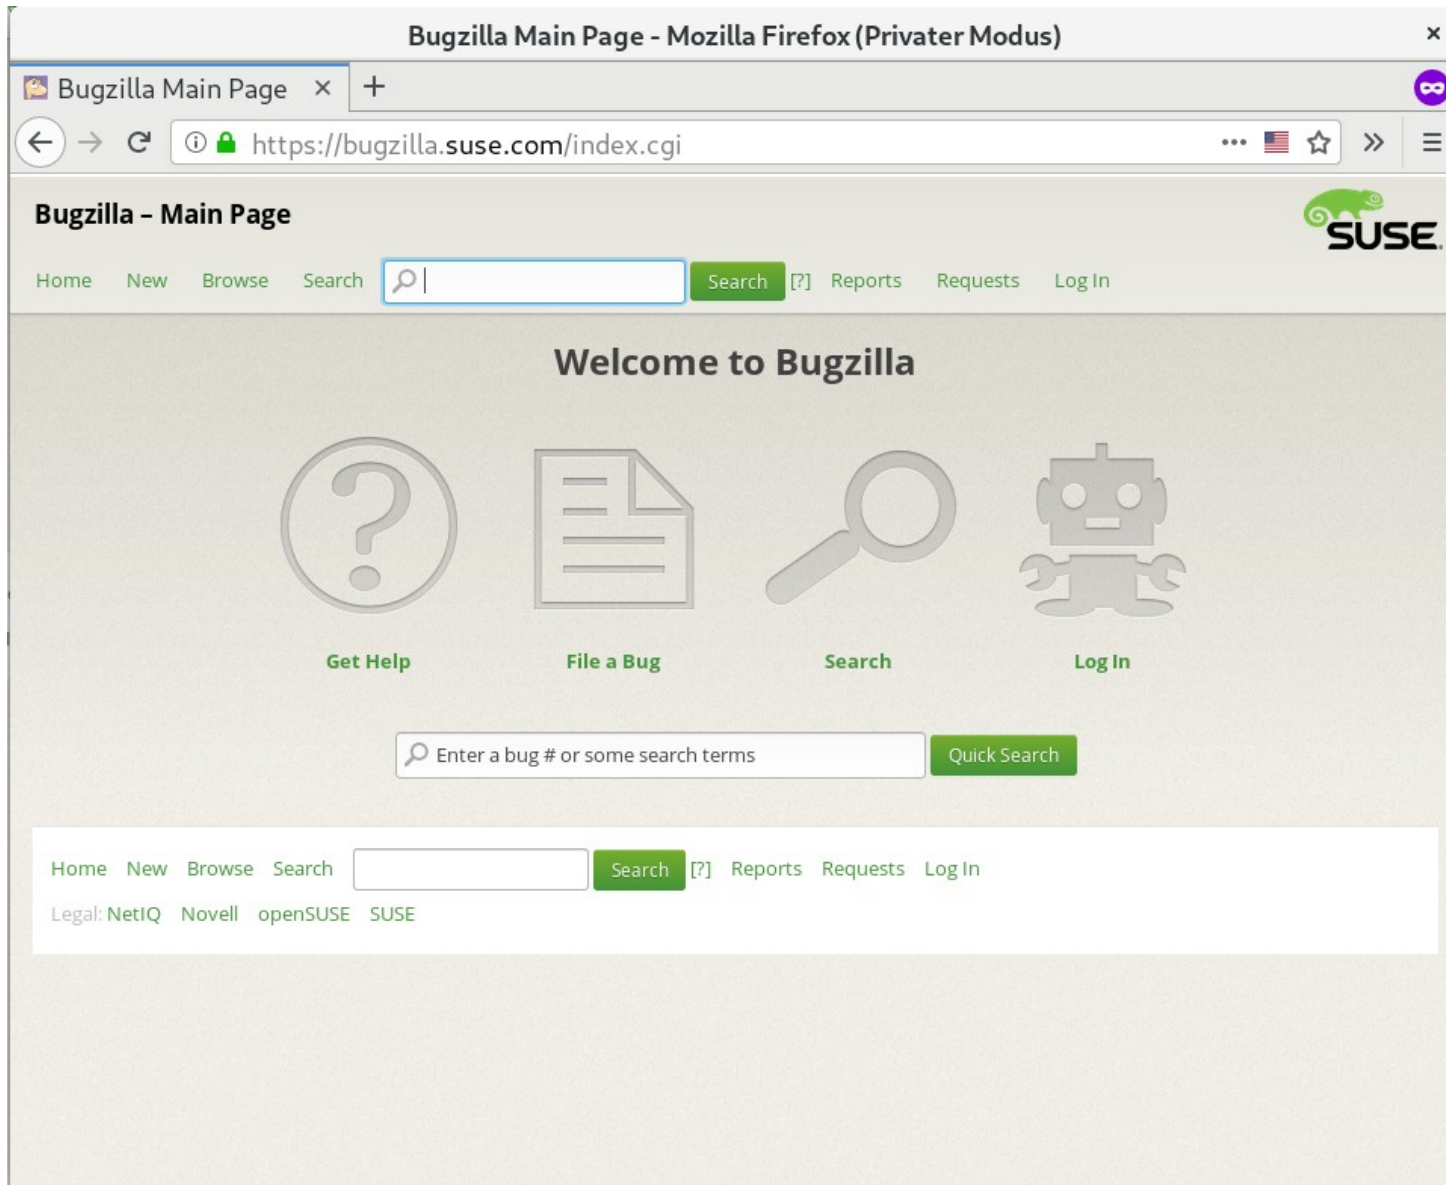 Bugzilla Main Page - Mozilla Firefox (Privater Modus)
Bugzilla Main Page
https://bugzilla.suse.com/index.cgi
Bugzilla – Main Page
SUSE.
Home New Browse Search Search [?] Reports Requests Log In
Welcome to Bugzilla
Get Help File a Bug Search Log In
Enter a bug # or some search terms Quick Search
Home New Browse Search Search [?] Reports Requests Log In
Legal: NetIQ Novell openSUSE SUSE